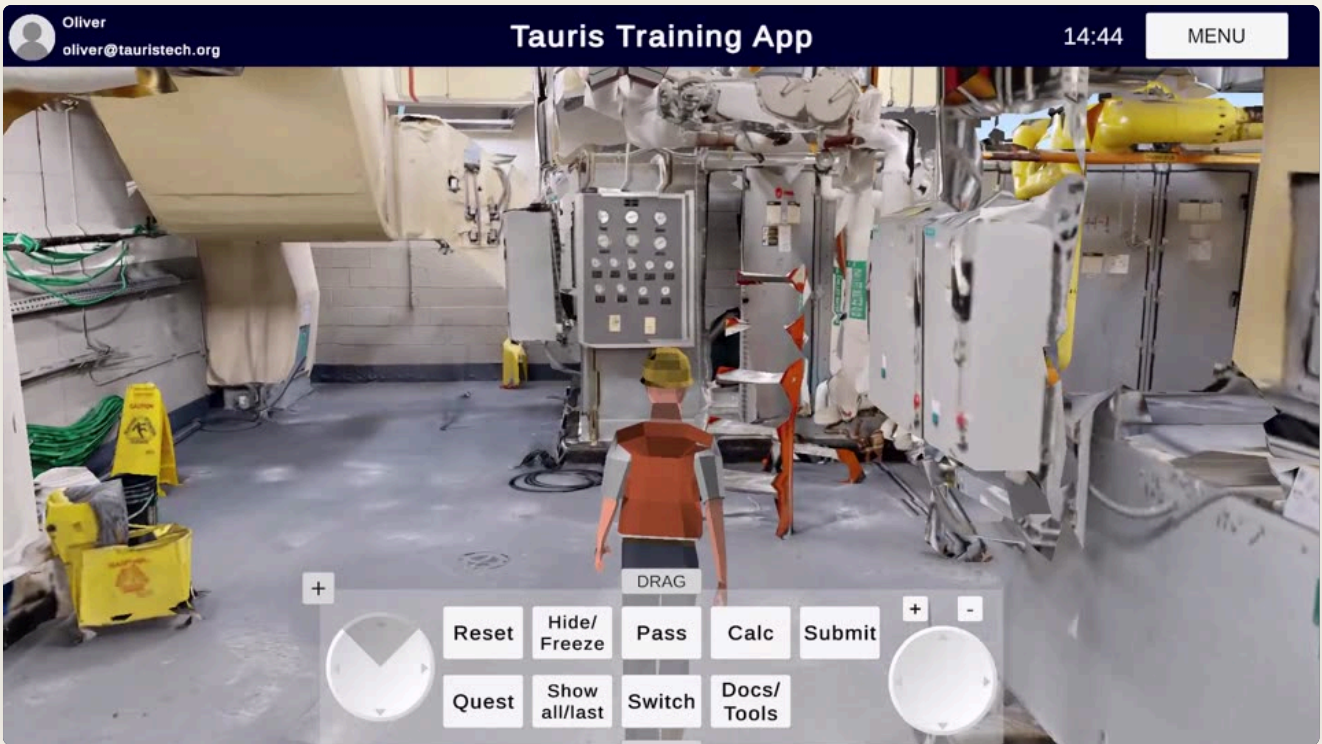 Oliver
oliver@tauristech.org
Tauris Training App
14:44
MENU
CAUTION
DRAG
+
+
-
Reset
Hide/
Freeze
Pass
Calc
Submit
Quest
Show
all/last
Switch
Docs/
Tools